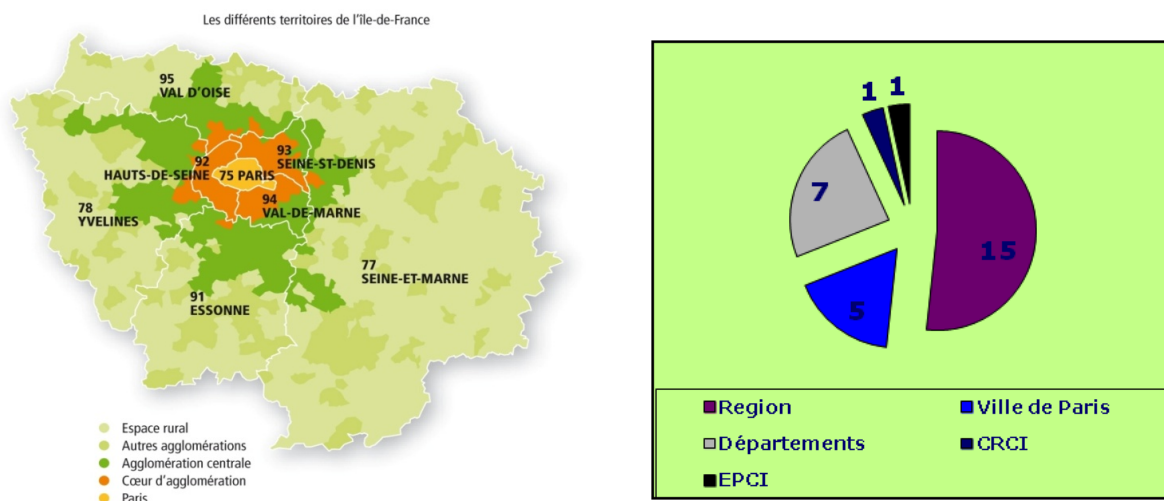 Les différents territoires de l'île-de-France
95
VAL D'OISE
92
HAUTS-DE-SEINE
93
SEINE-ST-DENIS
75 PARIS
94
VAL-DE-MARNE
78
YVELINES
77
SEINE-ET-MARNE
91
ESSONNE
Espace rural
Autres agglomérations
Agglomération centrale
Cœur d'agglomération
Paris
1
1
7
15
5
Region
Ville de Paris
Départements
CRCI
EPCI